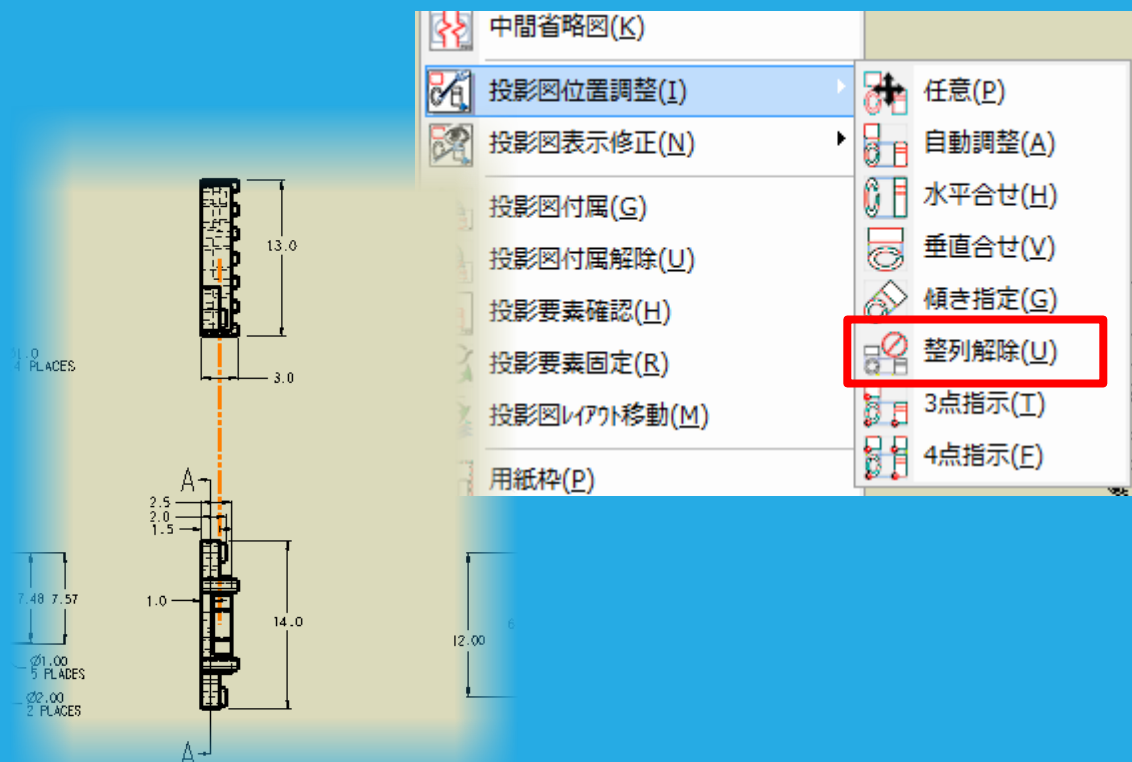 中間省略図(K)
投影図位置調整(I)
投影図表示修正(N)
投影図付属(G)
投影図付属解除(U)
投影要素確認(H)
投影要素固定(R)
投影図ﾚｲｱｳﾄ移動(M)
用紙枠(P)
任意(P)
自動調整(A)
水平合せ(H)
垂直合せ(V)
傾き指定(G)
整列解除(U)
3点指示(T)
4点指示(F)
13.0
PLACES
3.0
A
2.5
2.0
1.5
7.48 7.57
1.0
14.0
12.00
Ø1.00
5 PLACES
Ø2.00
2 PLACES
A